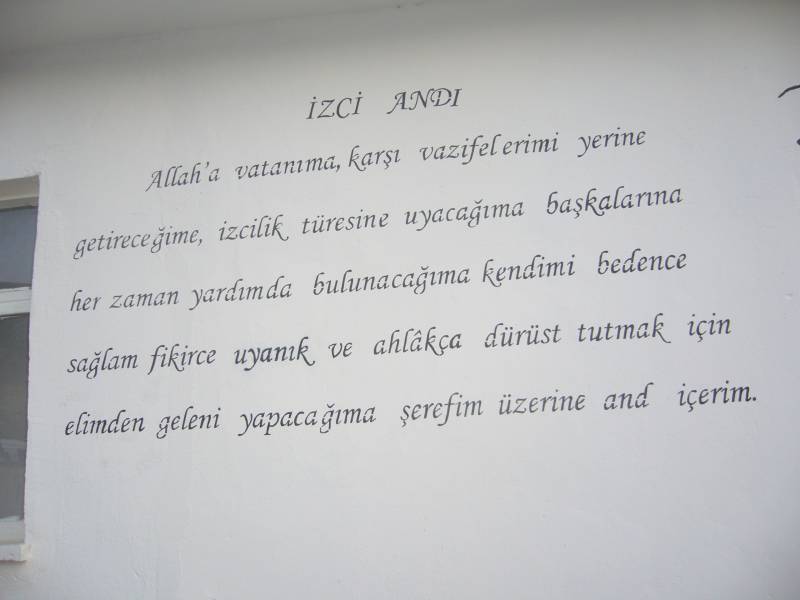 İZCİ ANDI
Allah'a vatanıma, karşı vazifelerimi yerine
getireceğime, izcilik türesine uyacağıma başkalarına
her zaman yardımda bulunacağıma kendimi bedence
sağlam fikirce uyanık ve ahlâkça dürüst tutmak için
elimden geleni yapacağıma şerefim üzerine and içerim.